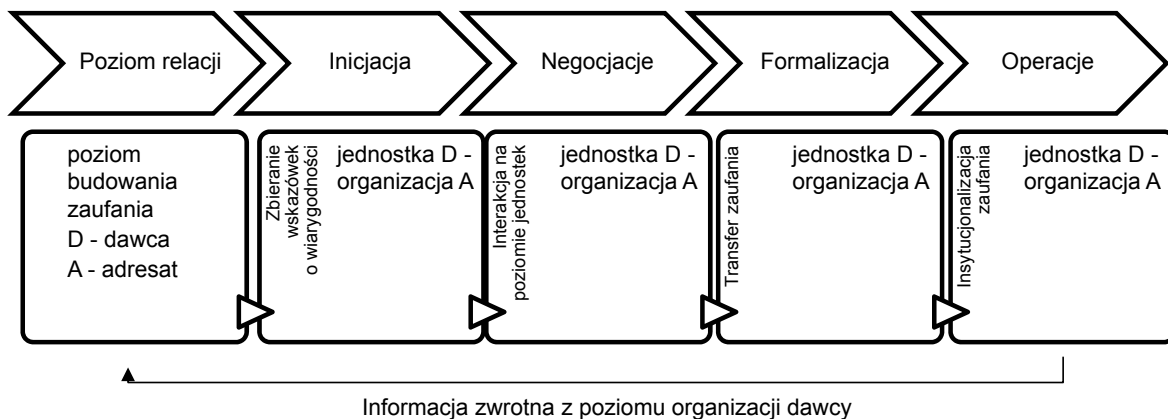 Poziom relacji
Inicjacja
Negocjacje
Formalizacja
Operacje
poziom
budowania
zaufania
D - dawca
A - adresat
Zbieranie
wskazówek
o wiarygodności
jednostka D -
organizacja A
Interakcja na
poziomie jednostek
jednostka D -
organizacja A
Transfer zaufania
jednostka D -
organizacja A
Insytucjonalizacja
zaufania
jednostka D -
organizacja A
Informacja zwrotna z poziomu organizacji dawcy